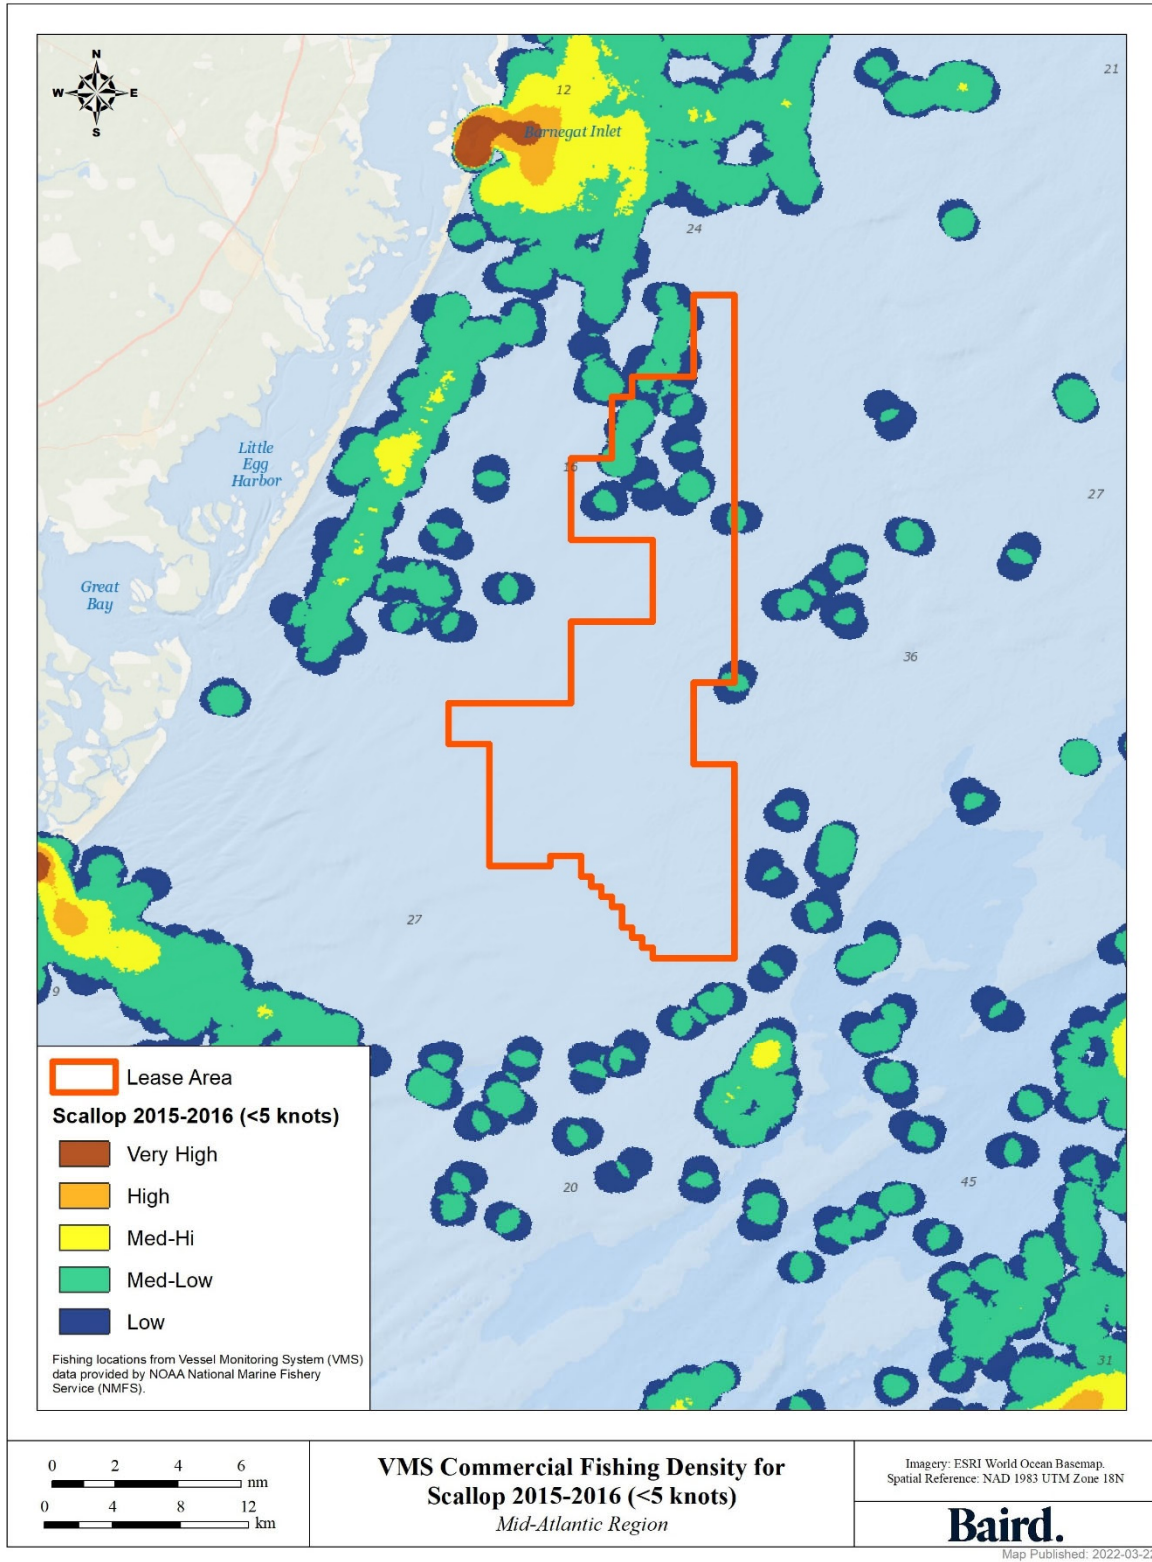 N
W E
S
21
12
Barnegat Inlet
24
Little
Egg
Harbor
16
27
Great
Bay
36
27
9
20
45
31
Lease Area
Scallop 2015-2016 (<5 knots)
Very High
High
Med-Hi
Med-Low
Low
Fishing locations from Vessel Monitoring System (VMS)
data provided by NOAA National Marine Fishery
Service (NMFS).
0 2 4 6
nm
0 4 8 12
km
VMS Commercial Fishing Density for
Scallop 2015-2016 (<5 knots)
Mid-Atlantic Region
Imagery: ESRI World Ocean Basemap.
Spatial Reference: NAD 1983 UTM Zone 18N
Baird.